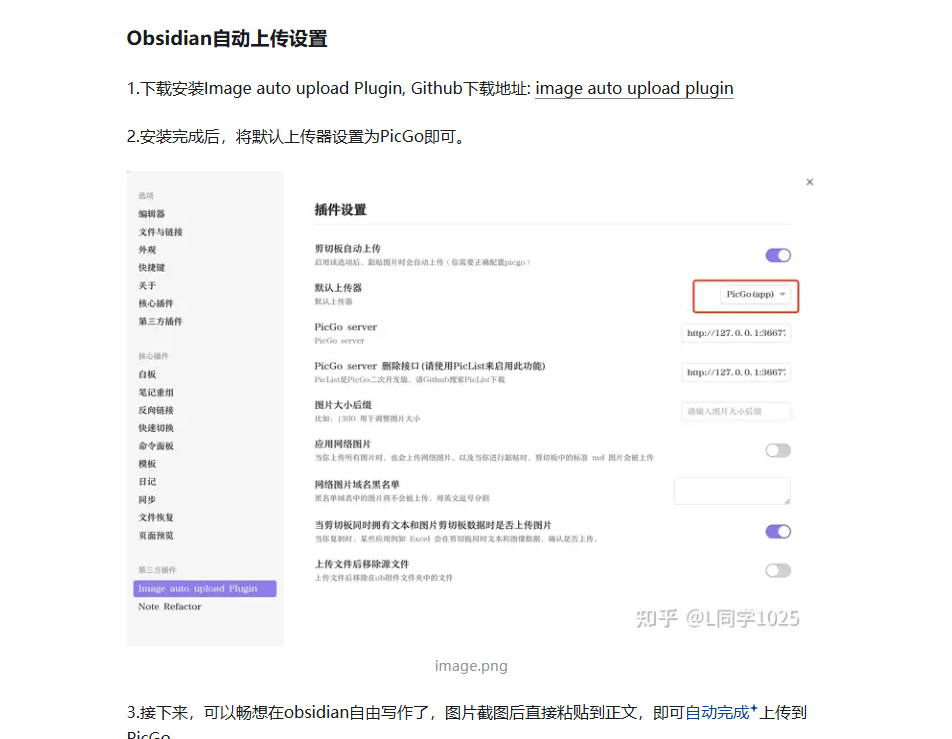 Obsidian自动上传设置
1.下载安装Image auto upload Plugin, Github下载地址: image auto upload plugin
2.安装完成后，将默认上传器设置为PicGo即可。
选项
编辑器
文件与链接
外观
快捷键
关于
核心插件
第三方插件
核心插件
白板
笔记重组
反向链接
快速切换
命令面板
模板
日记
同步
文件恢复
页面预览
第三方插件
Image auto upload Plugin
Note Refactor
×
插件设置
剪切板自动上传
启用该选项后，黏贴图片时会自动上传（你需要正确配置picgo）
默认上传器
默认上传器
PicGo(app)
PicGo server
PicGo server
http://127.0.0.1:36677
PicGo server 删除接口(请使用PicList来启用此功能)
PicList是PicGo二次开发版，请Github搜索PicList下载
http://127.0.0.1:36677
图片大小后缀
比如：|300 用于调整图片大小
请输入图片大小后缀
应用网络图片
当你上传所有图片时，也会上传网络图片。以及当你进行黏贴时，剪切板中的标准 md 图片会被上传
网络图片域名黑名单
黑名单域名中的图片将不会被上传，用英文逗号分割
当剪切板同时拥有文本和图片剪切板数据时是否上传图片
当你复制时，某些应用例如 Excel 会在剪切板同时文本和图像数据，确认是否上传。
上传文件后移除源文件
上传文件后移除在ob附件文件夹中的文件
知乎 @L同学1025
image.png
3.接下来，可以畅想在obsidian自由写作了，图片截图后直接粘贴到正文，即可自动完成上传到
PicGo